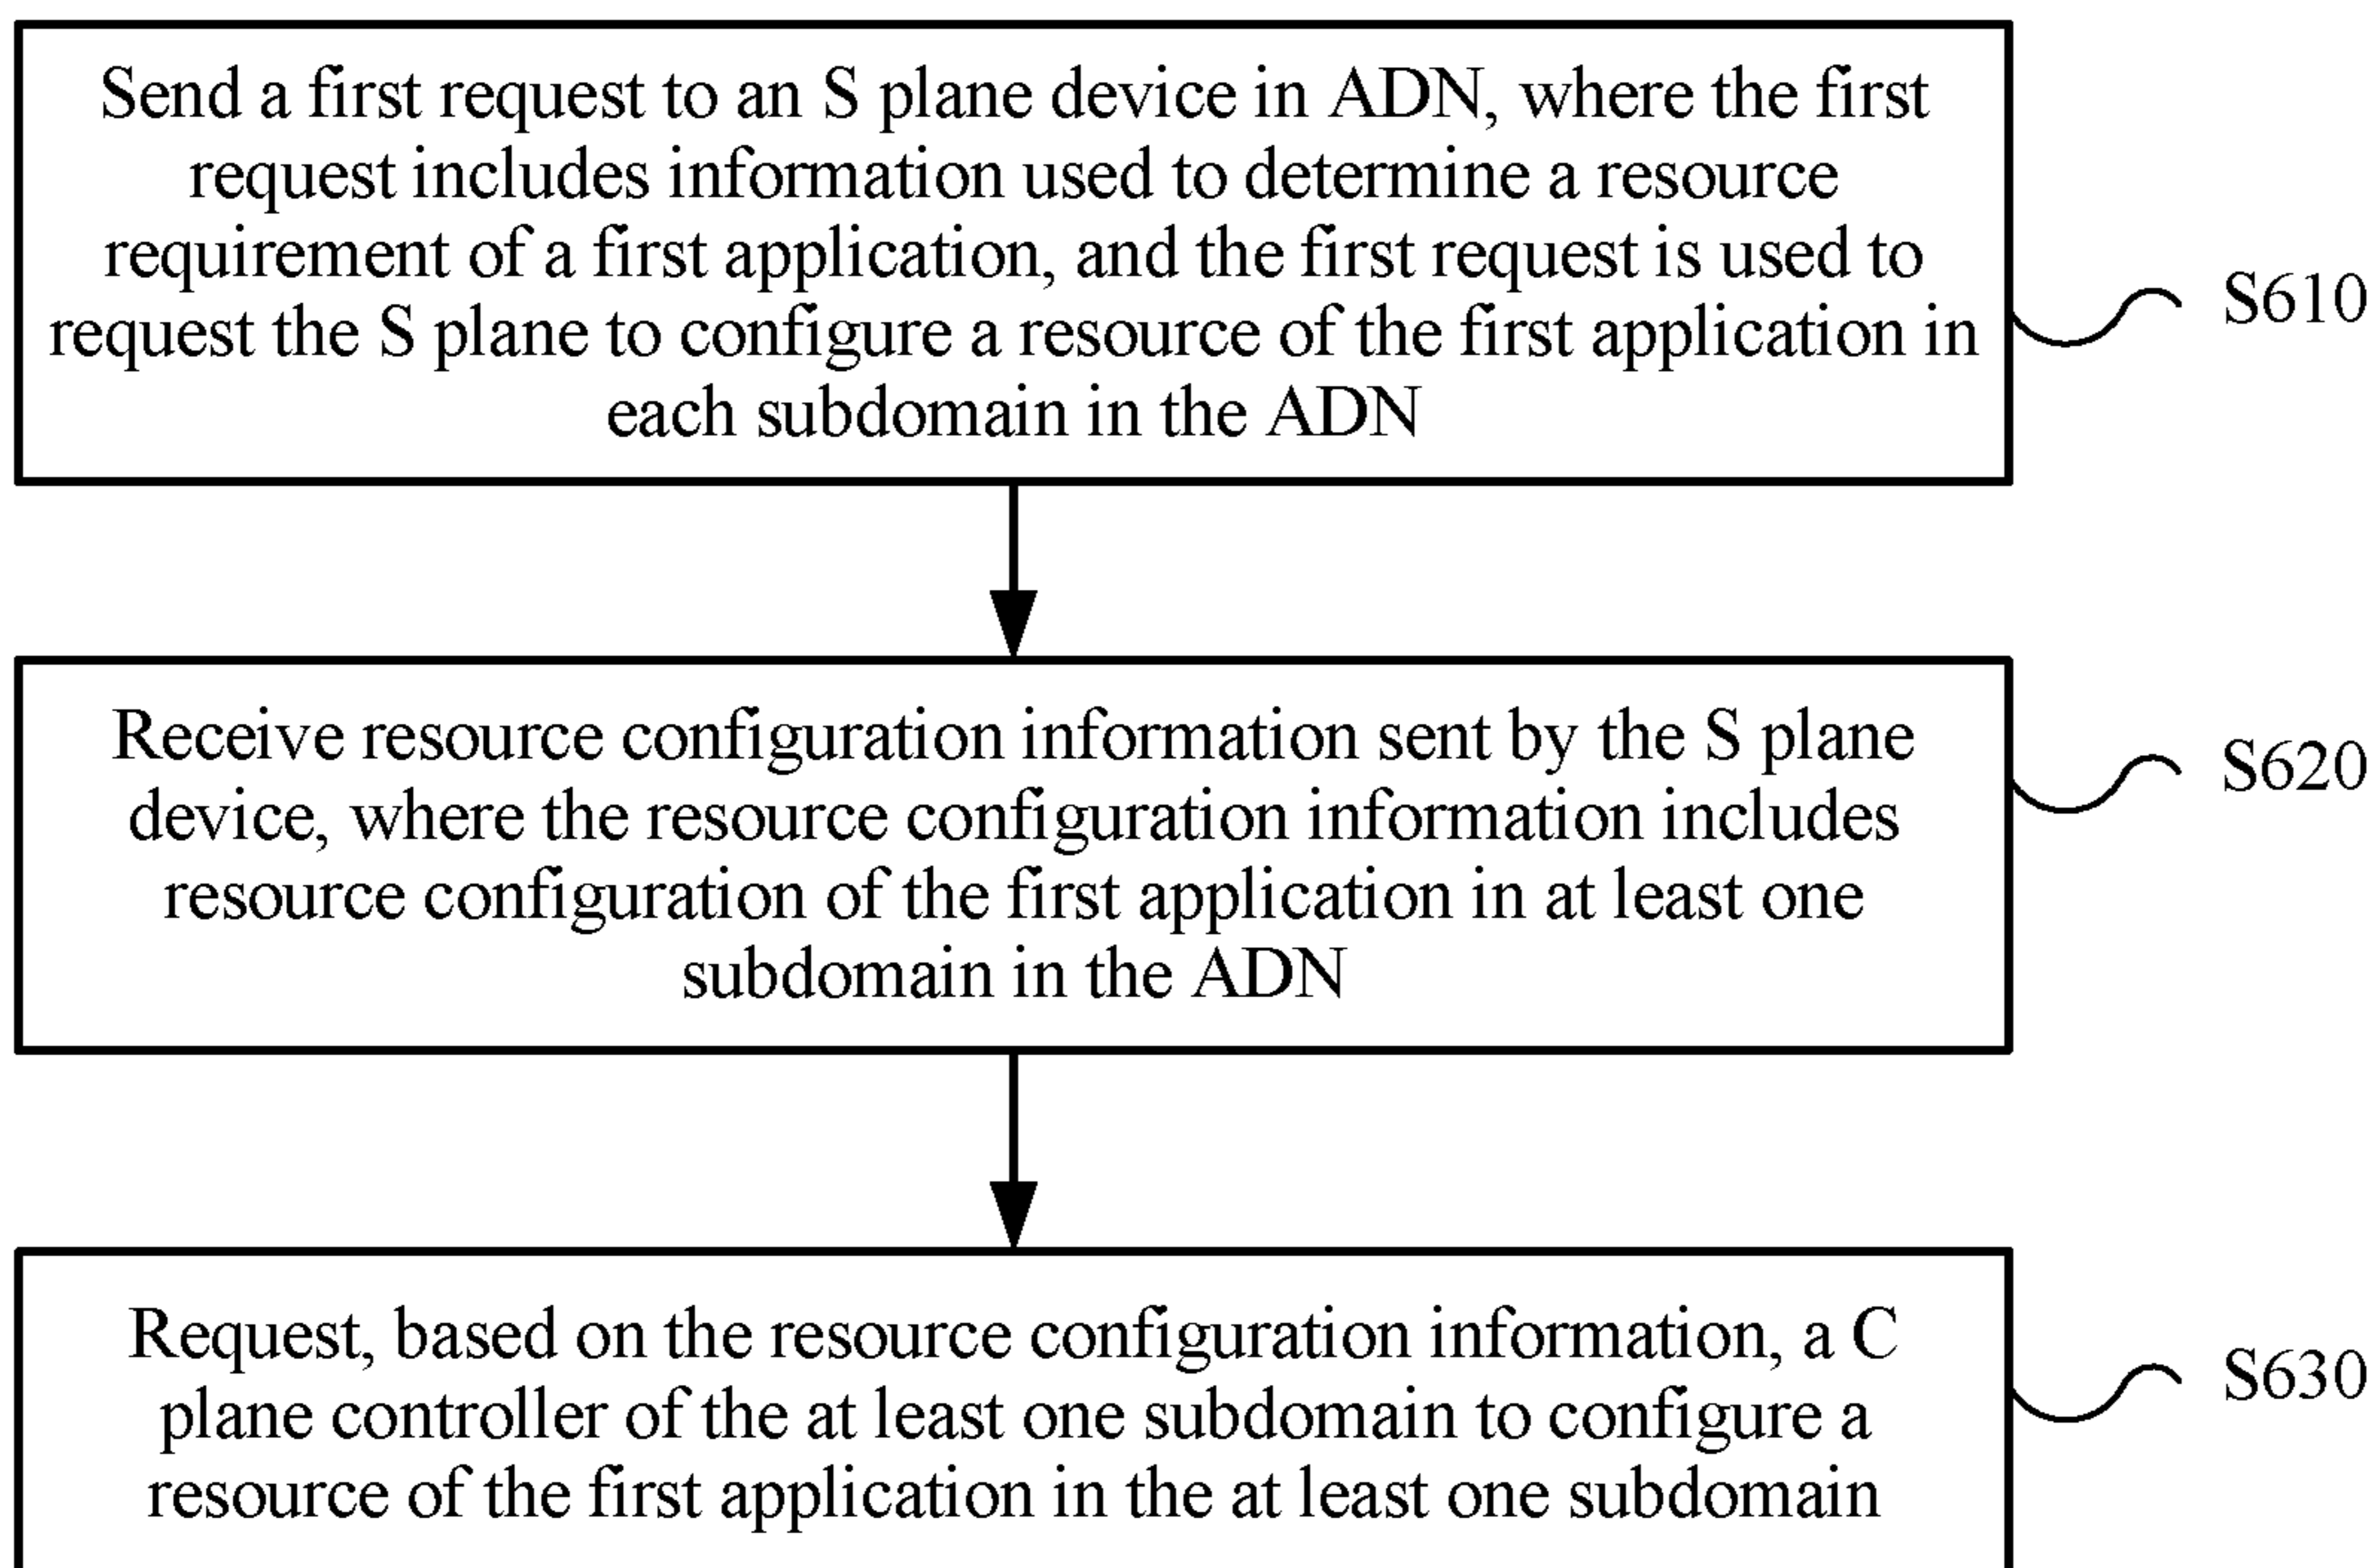 Send a first request to an S plane device in ADN, where the first
request includes information used to determine a resource
requirement of a first application, and the first request is used to
request the S plane to configure a resource of the first application in
each subdomain in the ADN
S610
Receive resource configuration information sent by the S plane
device, where the resource configuration information includes
resource configuration of the first application in at least one
subdomain in the ADN
S620
Request, based on the resource configuration information, a C
plane controller of the at least one subdomain to configure a
resource of the first application in the at least one subdomain
S630